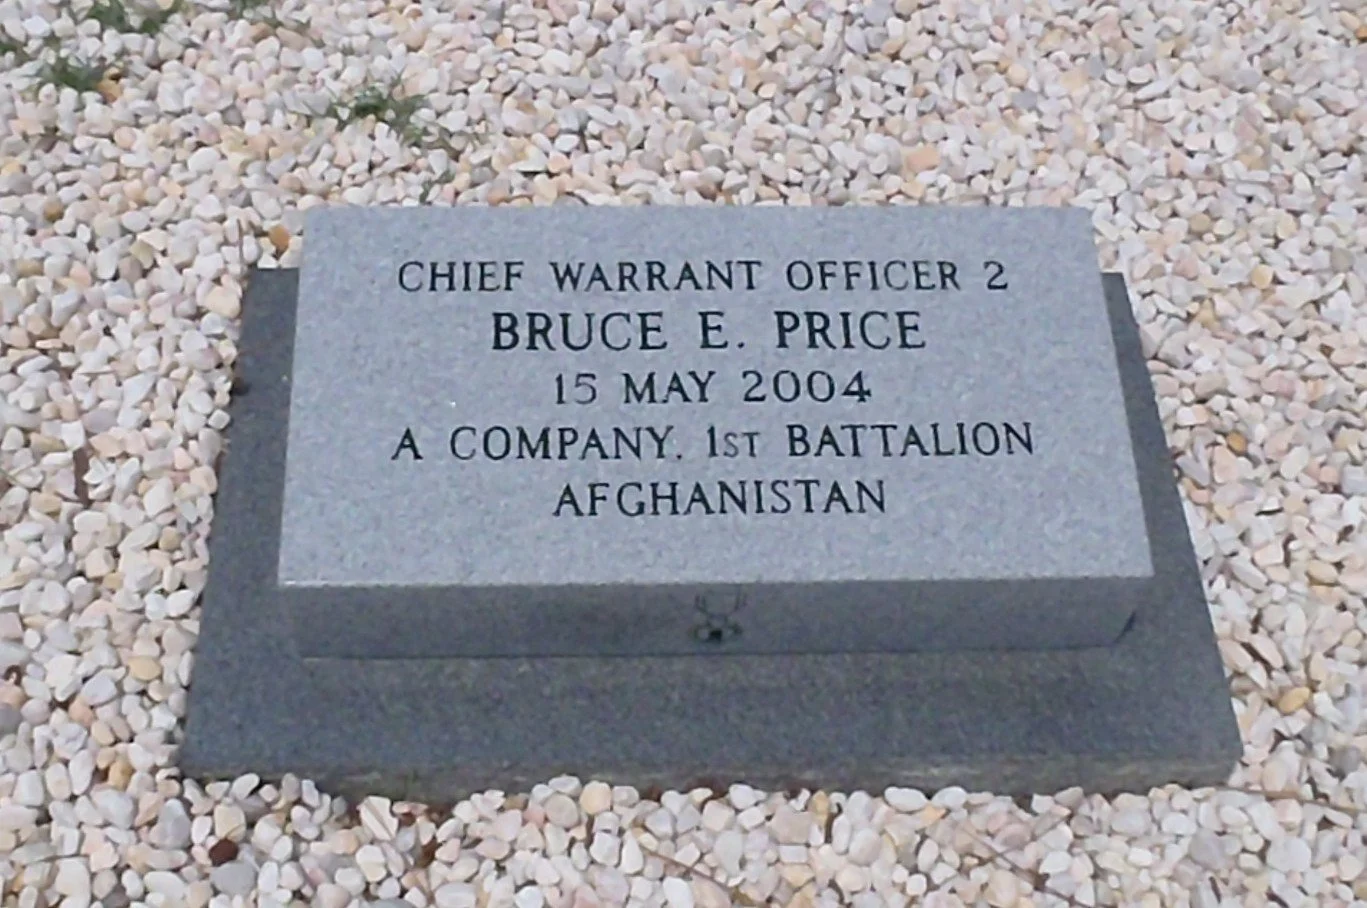 CHIEF WARRANT OFFICER 2
BRUCE E. PRICE
15 MAY 2004
A COMPANY, 1ST BATTALION
AFGHANISTAN